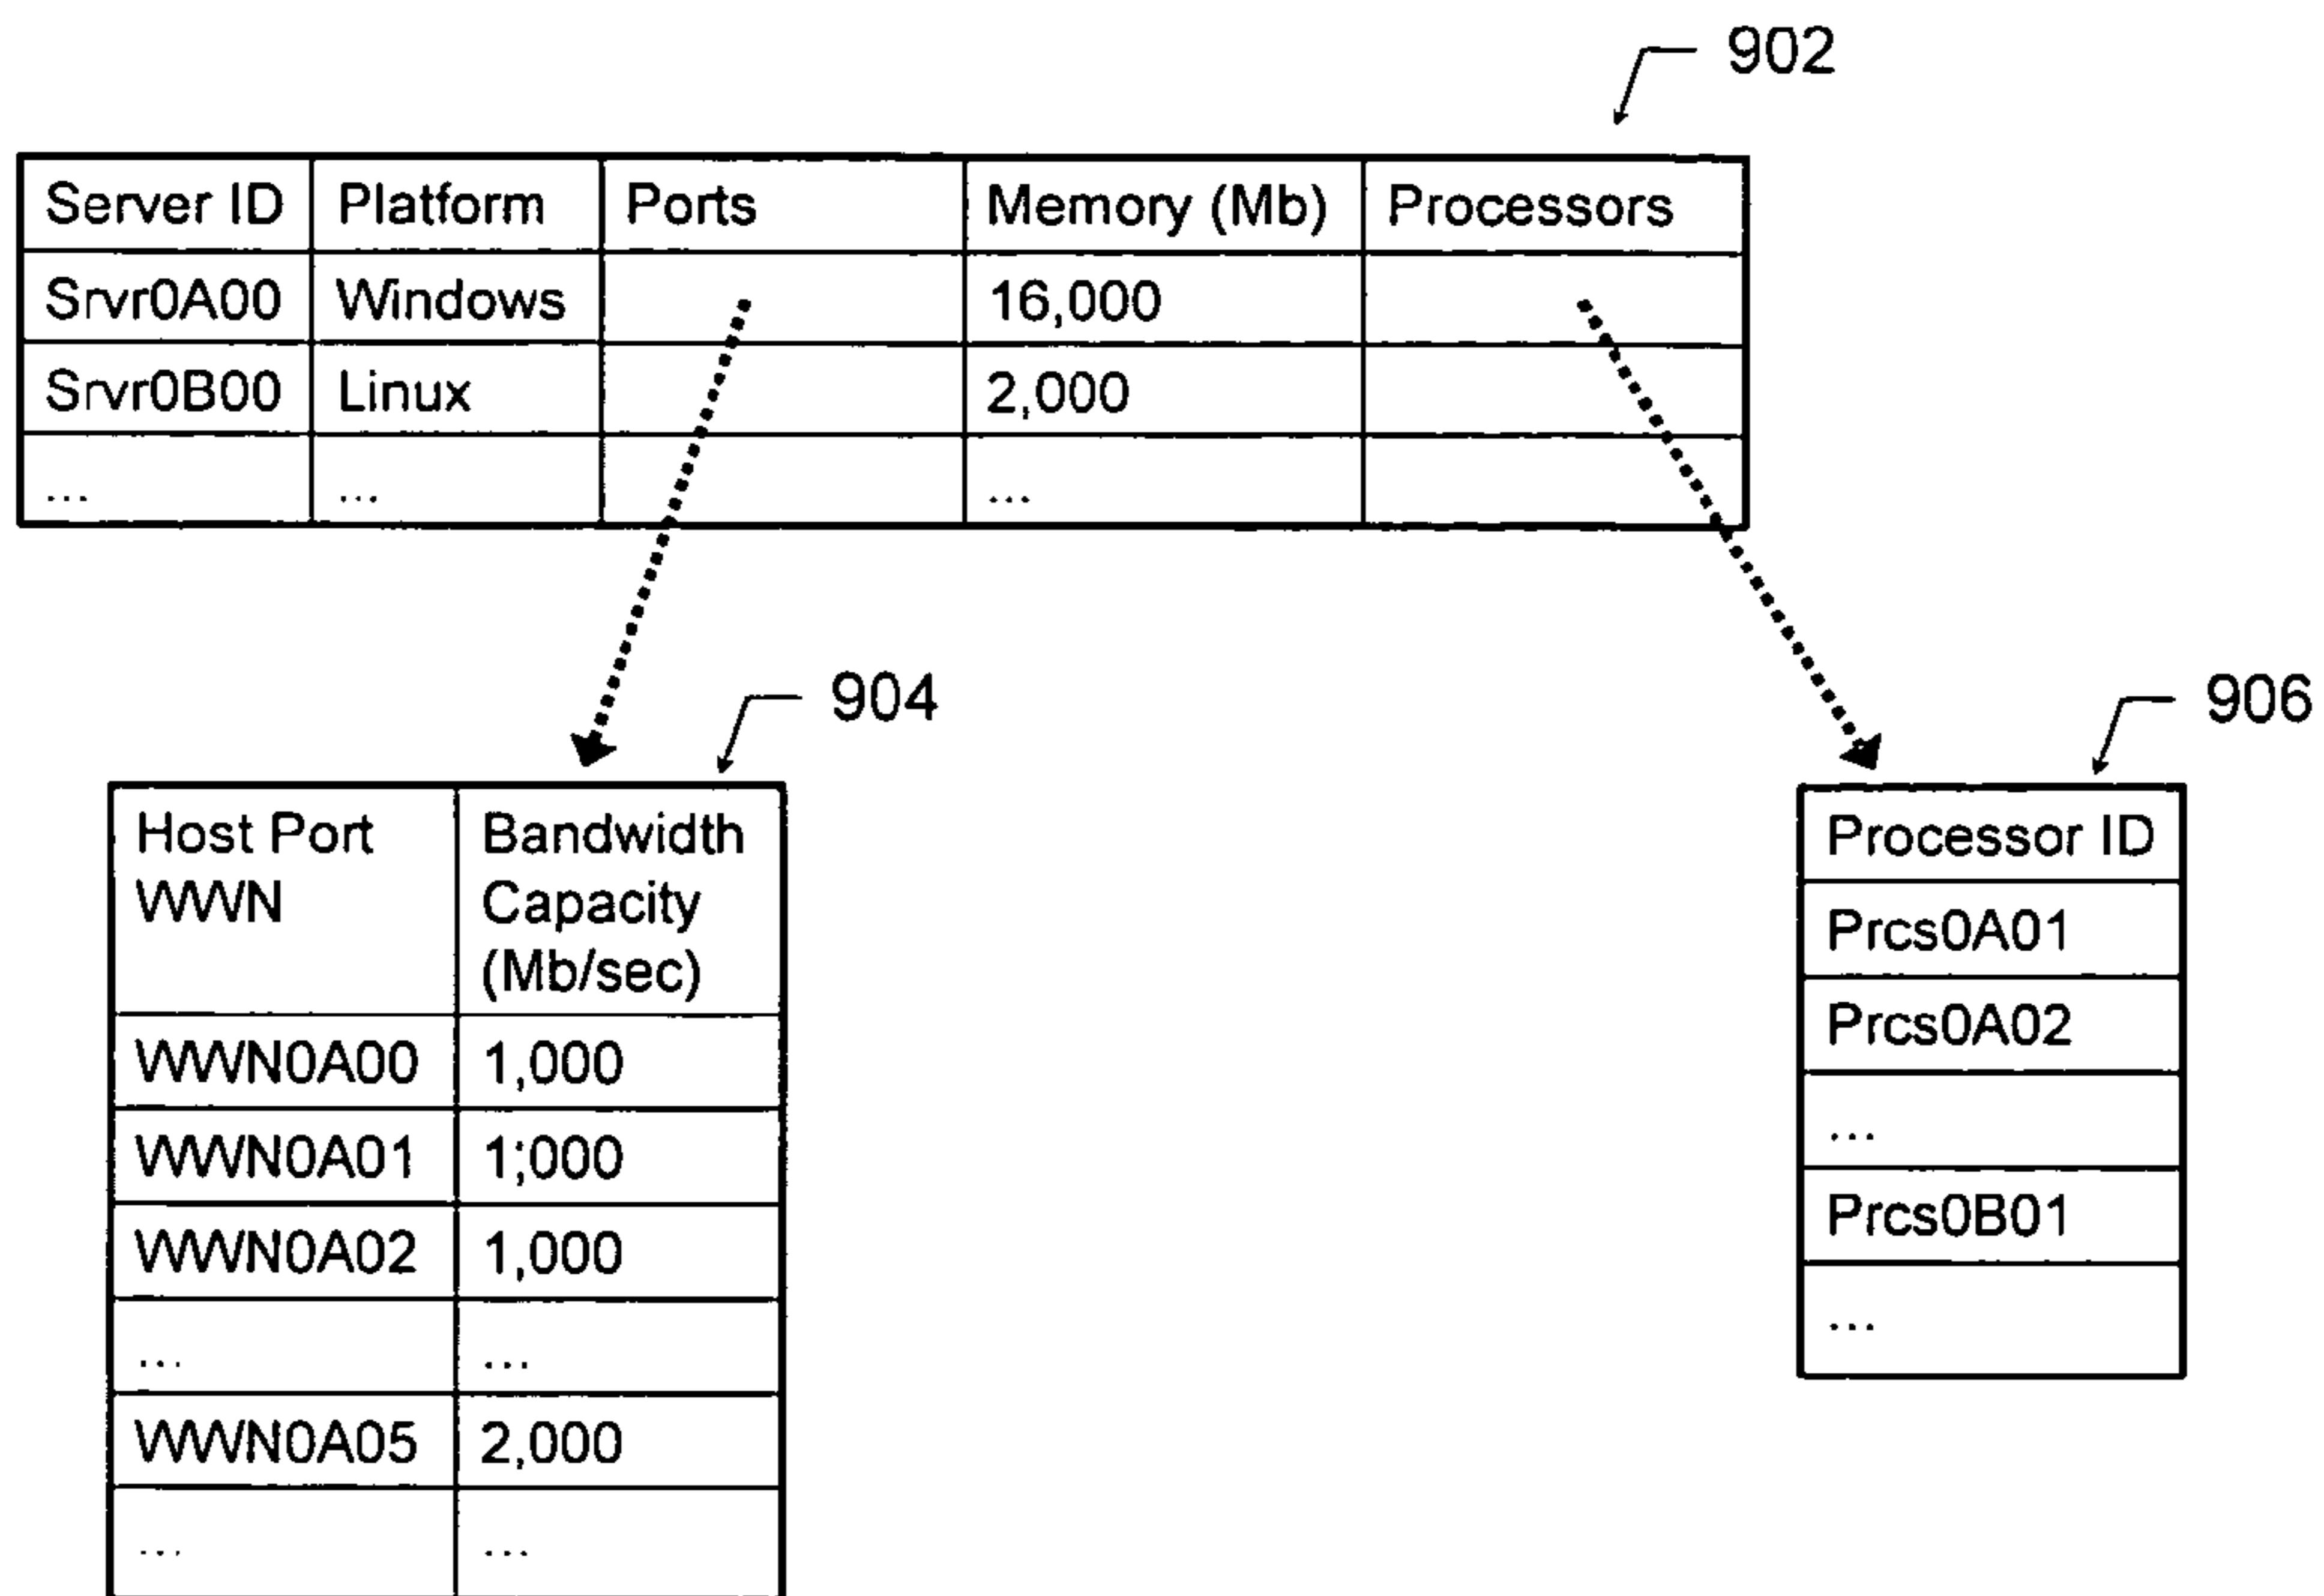 902
Server ID Platform Ports Memory (Mb) Processors
Srvr0A00 Windows 16,000
Srvr0B00 Linux 2,000
... ... ...
904
906
Host Port WWN Bandwidth Capacity (Mb/sec)
WWN0A00 1,000
WWN0A01 1,000
WWN0A02 1,000
... ...
WWN0A05 2,000
... ...
Processor ID
Prcs0A01
Prcs0A02
...
Prcs0B01
...